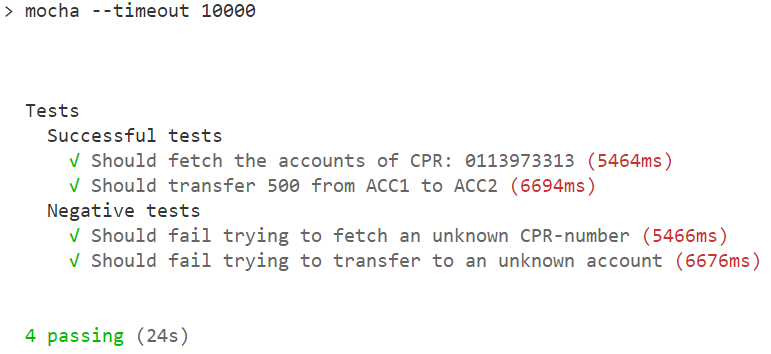 > mocha --timeout 10000
Tests
Successful tests
√ Should fetch the accounts of CPR: 0113973313 (5464ms)
√ Should transfer 500 from ACC1 to ACC2 (6694ms)
Negative tests
√ Should fail trying to fetch an unknown CPR-number (5466ms)
√ Should fail trying to transfer to an unknown account (6676ms)
4 passing (24s)